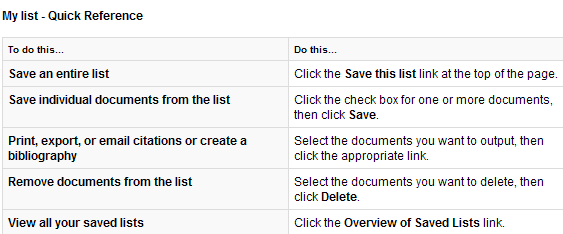 My list - Quick Reference
To do this...
Do this...
Save an entire list
Click the Save this list link at the top of the page.
Save individual documents from the list
Click the check box for one or more documents,
then click Save.
Print, export, or email citations or create a
bibliography
Select the documents you want to output, then
click the appropriate link.
Remove documents from the list
Select the documents you want to delete, then
click Delete.
View all your saved lists
Click the Overview of Saved Lists link.